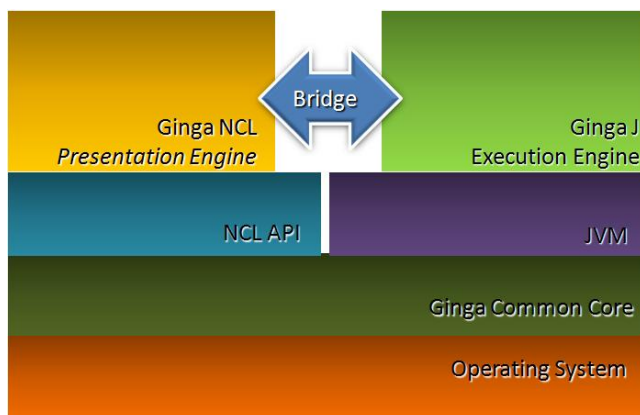 Bridge
Ginga NCL
Presentation Engine
Ginga J
Execution Engine
NCL API
JVM
Ginga Common Core
Operating System